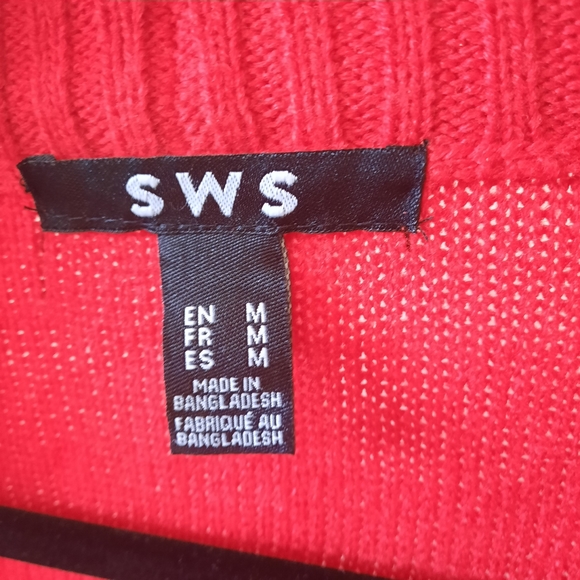 SWS
EN M
FR M
ES M
MADE IN
BANGLADESH
FABRIQUÉ AU
BANGLADESH